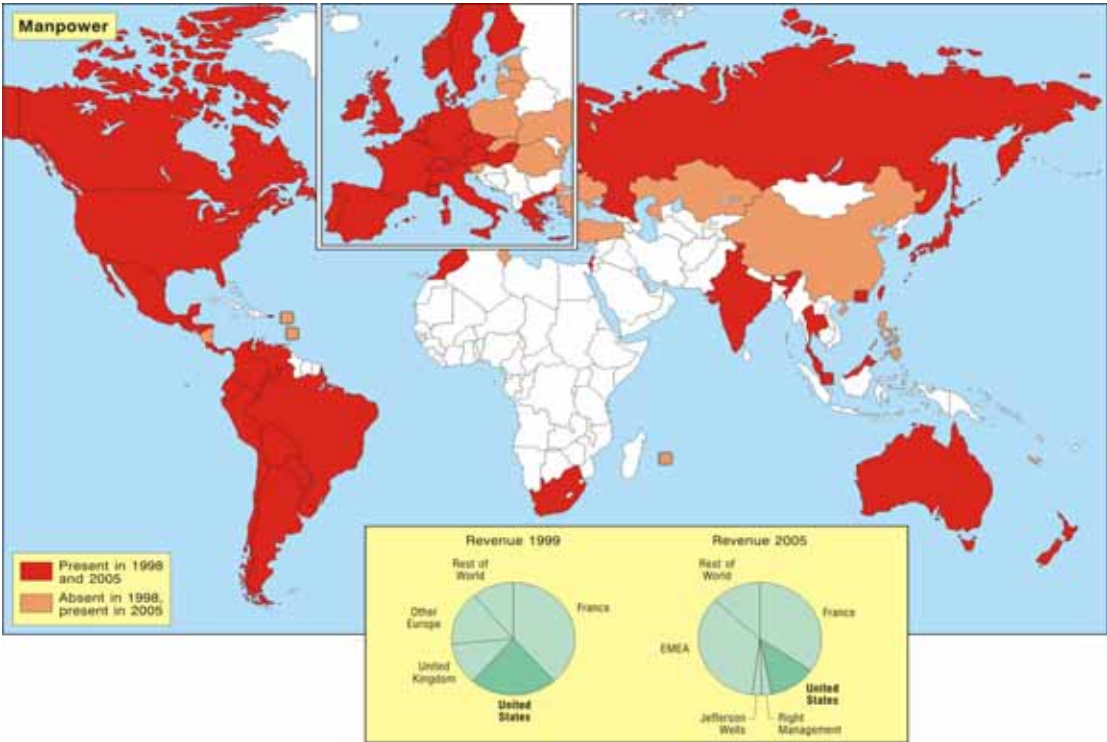 Manpower
Present in 1998
and 2005
Absent in 1998,
present in 2005
Revenue 1999
Rest of
World
France
Other
Europe
United
Kingdom
United
States
Revenue 2005
Rest of
World
France
EMEA
United
States
Jefferson
Wells
Right
Management